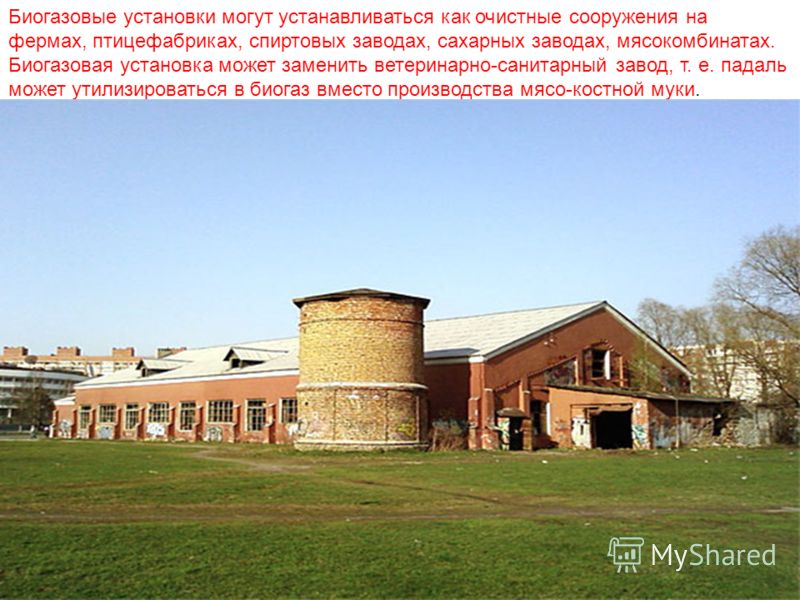 Биогазовые установки могут устанавливаться как очистные сооружения на
фермах, птицефабриках, спиртовых заводах, сахарных заводах, мясокомбинатах.
Биогазовая установка может заменить ветеринарно-санитарный завод, т. е. падаль
может утилизироваться в биогаз вместо производства мясо-костной муки.
MyShared